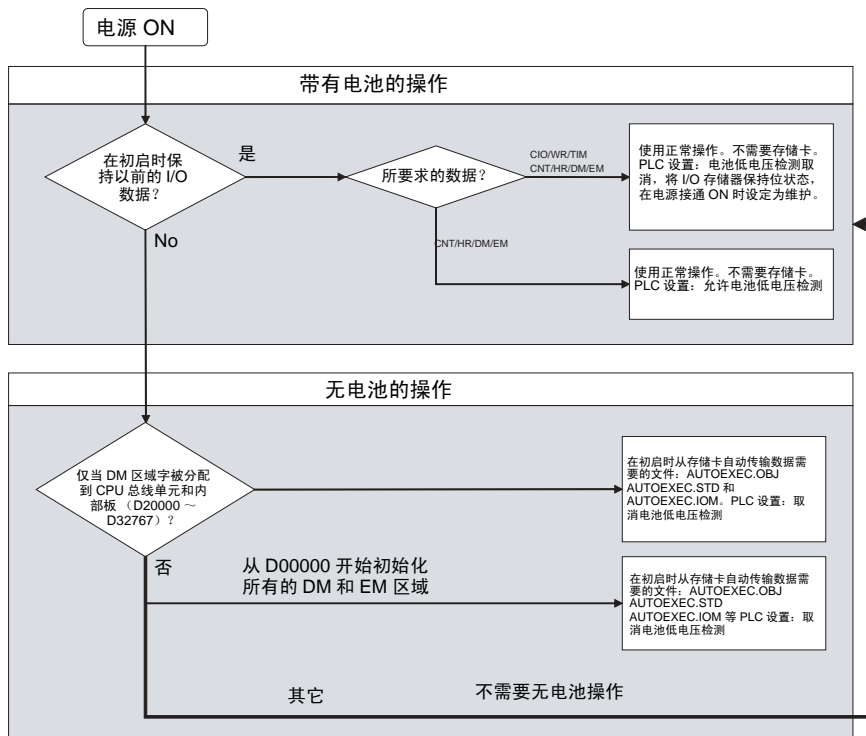 电源 ON
带有电池的操作
在初启时保
持以前的 I/O
数据？
是
No
所要求的数据？
CIO/WR/TIM
CNT/HR/DM/EM
CNT/HR/DM/EM
使用正常操作。不需要存储卡。
PLC 设置：电池低电压检测取
消，将 I/O 存储器保持位状态，
在电源接通 ON 时设定为维护。
使用正常操作。不需要存储卡。
PLC 设置：允许电池低电压检测
无电池的操作
仅当 DM 区域字被分配
到 CPU 总线单元和内
部板 （D20000 ～
D32767）？
否
在初启时从存储卡自动传输数据需
要的文件：AUTOEXEC.OBJ
AUTOEXEC.STD 和
AUTOEXEC.IOM。PLC 设置：取
消电池低电压检测
从 D00000 开始初始化
所有的 DM 和 EM 区域
在初启时从存储卡自动传输数据需
要的文件：AUTOEXEC.OBJ
AUTOEXEC.STD
AUTOEXEC.IOM 等 PLC 设置：取
消电池低电压检测
其它
不需要无电池操作